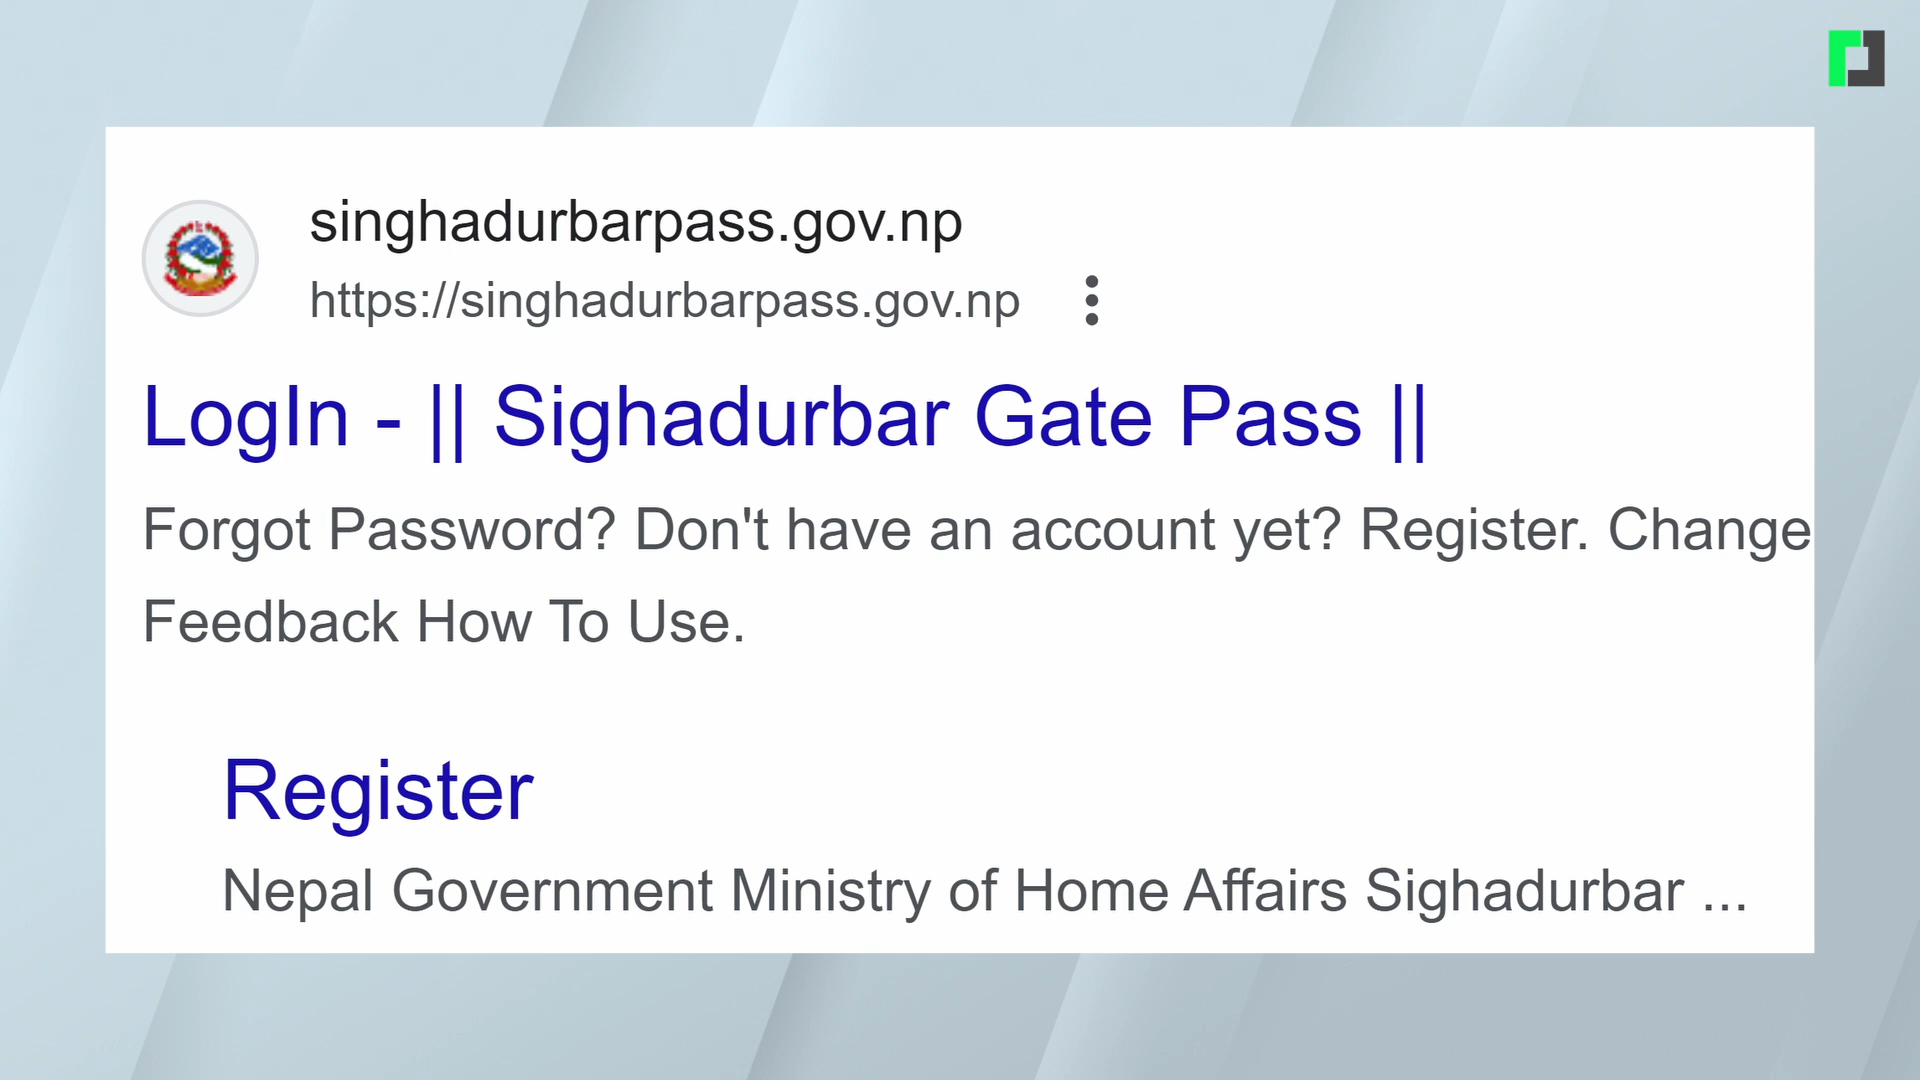 singhadurbarpass.gov.np
https://singhadurbarpass.gov.np
LogIn - || Sighadurbar Gate Pass ||
Forgot Password? Don't have an account yet? Register. Change
Feedback How To Use.
Register
Nepal Government Ministry of Home Affairs Sighadurbar ...